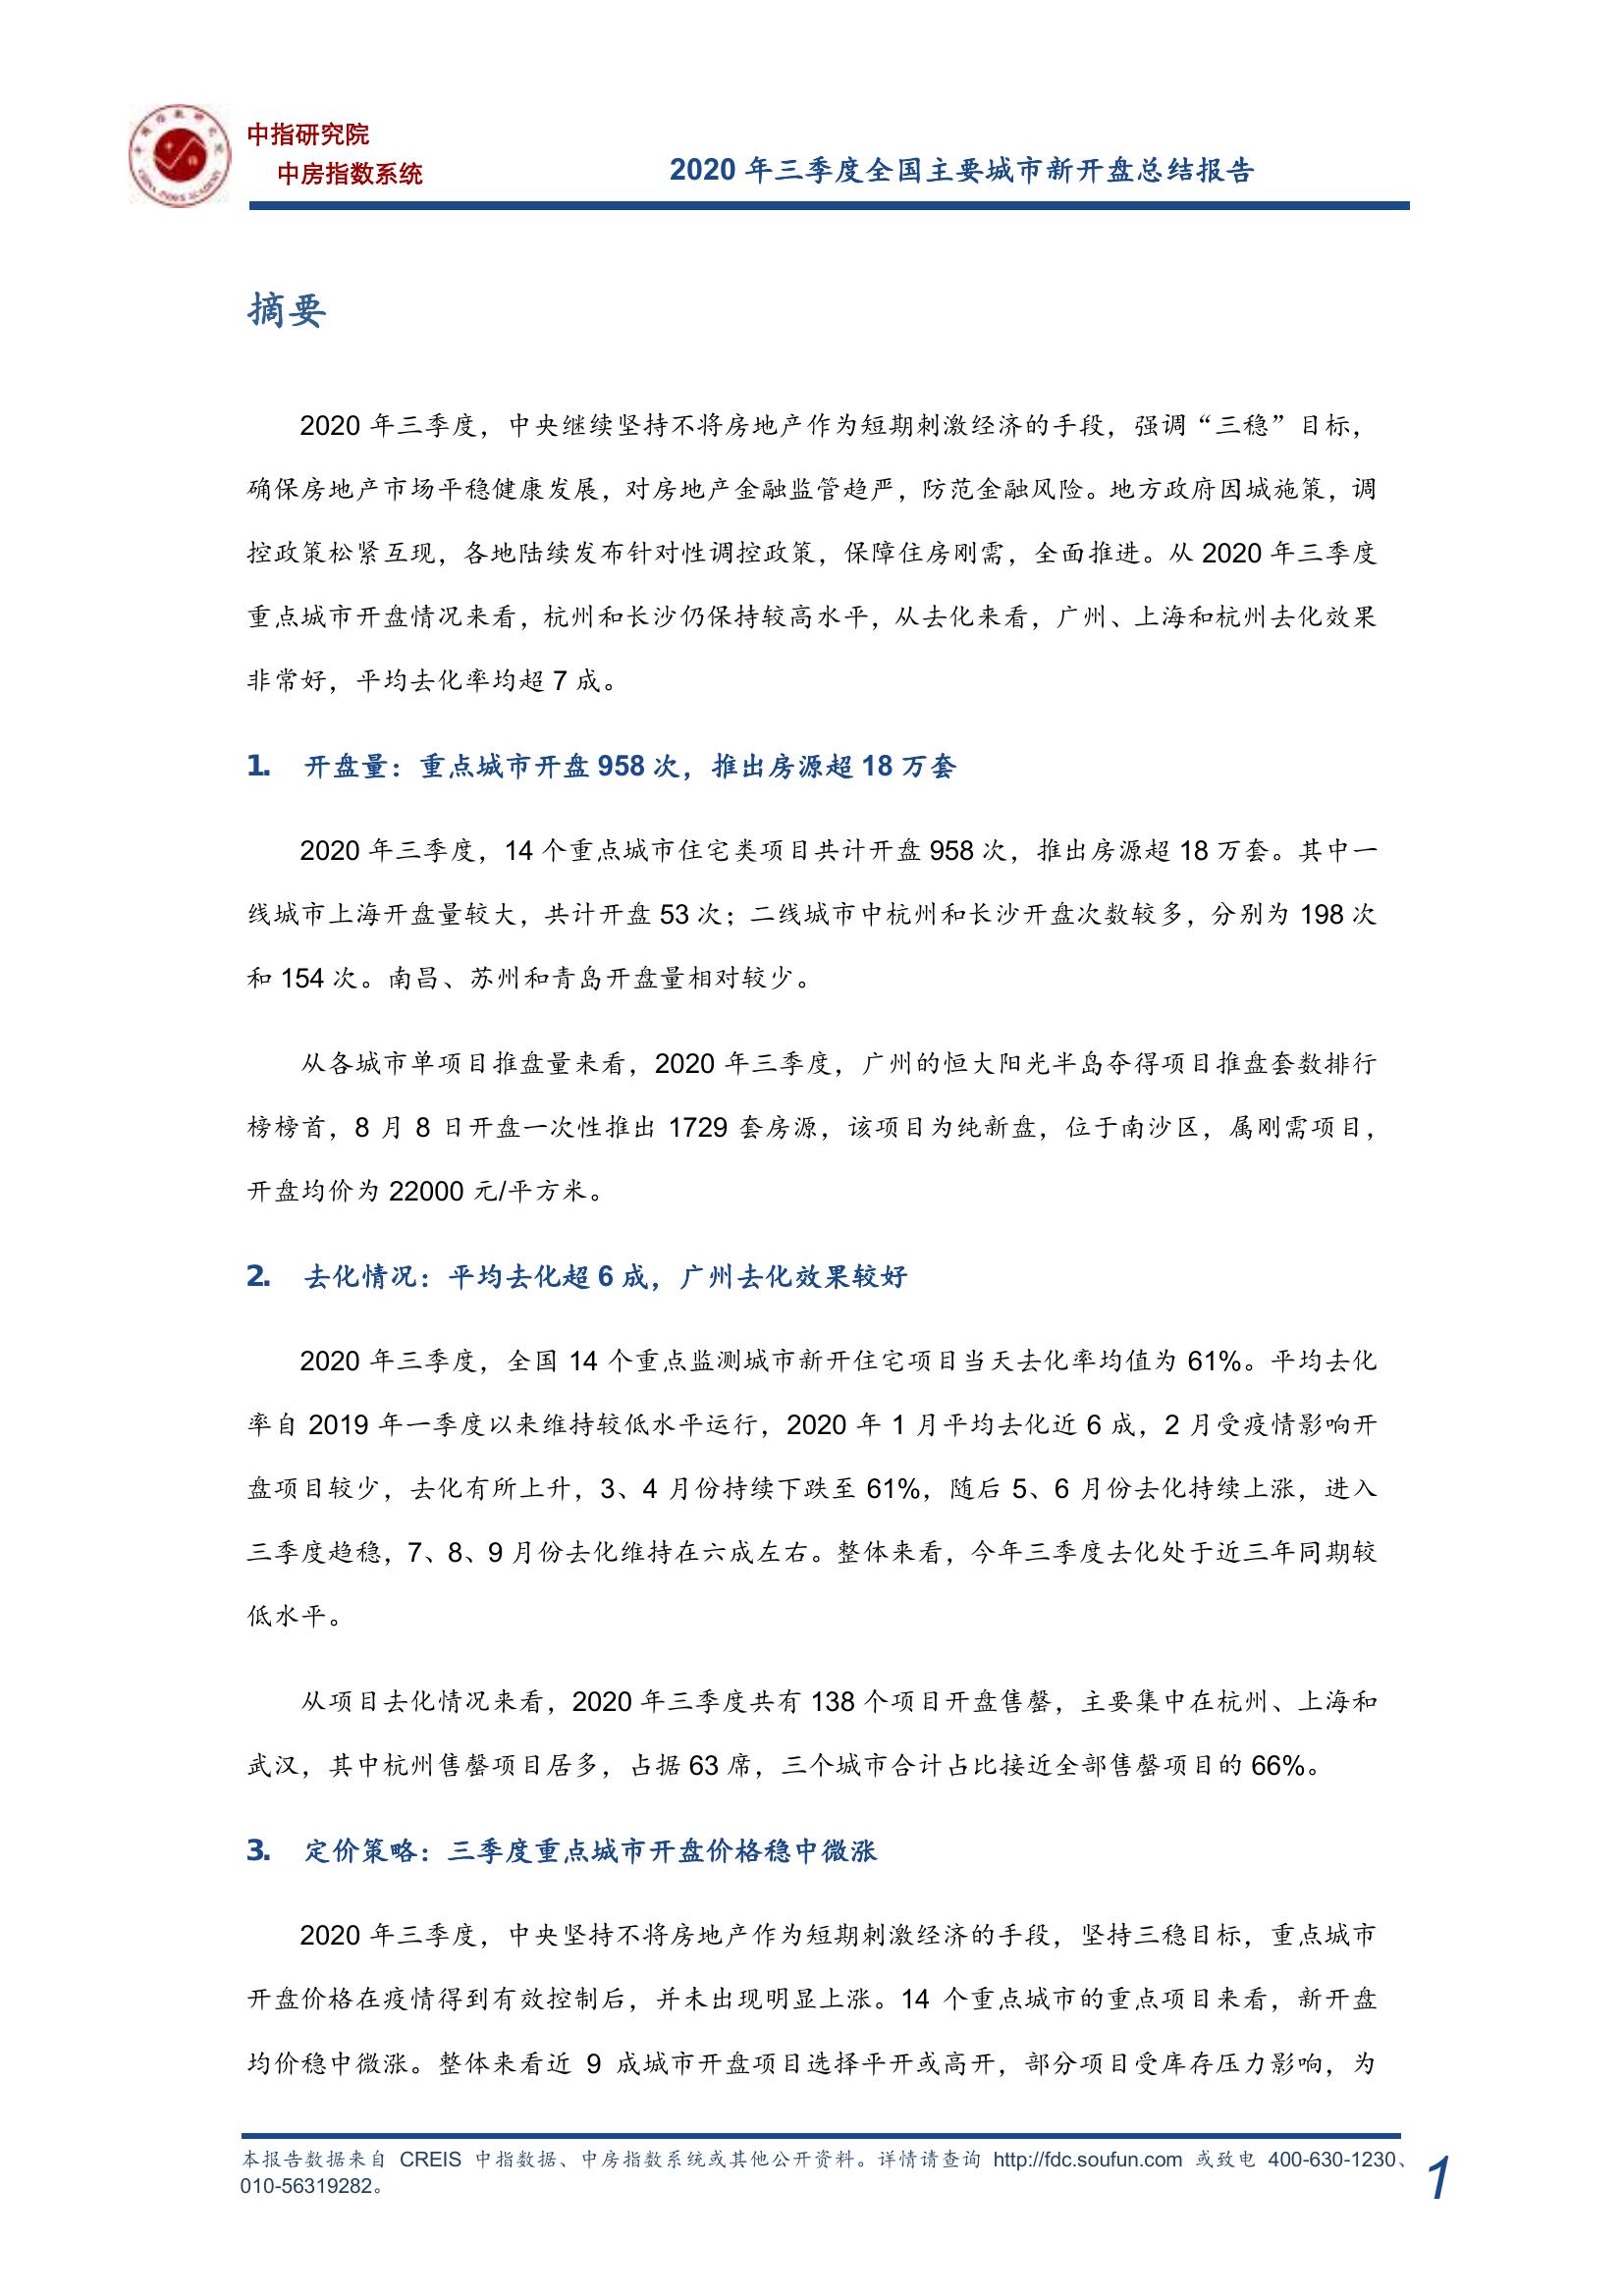 中指研究院
中房指数系统
2020 年三季度全国主要城市新开盘总结报告
摘要
2020 年三季度，中央继续坚持不将房地产作为短期刺激经济的手段，强调“三稳”目标，
确保房地产市场平稳健康发展，对房地产金融监管趋严，防范金融风险。地方政府因城施策，调
控政策松紧互现，各地陆续发布针对性调控政策，保障住房刚需，全面推进。从 2020 年三季度
重点城市开盘情况来看，杭州和长沙仍保持较高水平，从去化来看，广州、上海和杭州去化效果
非常好，平均去化率均超 7 成。
1. 开盘量：重点城市开盘 958 次，推出房源超 18 万套
2020 年三季度，14 个重点城市住宅类项目共计开盘 958 次，推出房源超 18 万套。其中一
线城市上海开盘量较大，共计开盘 53 次；二线城市中杭州和长沙开盘次数较多，分别为 198 次
和 154 次。南昌、苏州和青岛开盘量相对较少。
从各城市单项目推盘量来看，2020 年三季度，广州的恒大阳光半岛夺得项目推盘套数排行
榜榜首，8 月 8 日开盘一次性推出 1729 套房源，该项目为纯新盘，位于南沙区，属刚需项目，
开盘均价为 22000 元/平方米。
2. 去化情况：平均去化超 6 成，广州去化效果较好
2020 年三季度，全国 14 个重点监测城市新开住宅项目当天去化率均值为 61%。平均去化
率自 2019 年一季度以来维持较低水平运行，2020 年 1 月平均去化近 6 成，2 月受疫情影响开
盘项目较少，去化有所上升，3、4 月份持续下跌至 61%，随后 5、6 月份去化持续上涨，进入
三季度趋稳，7、8、9 月份去化维持在六成左右。整体来看，今年三季度去化处于近三年同期较
低水平。
从项目去化情况来看，2020 年三季度共有 138 个项目开盘售罄，主要集中在杭州、上海和
武汉，其中杭州售罄项目居多，占据 63 席，三个城市合计占比接近全部售罄项目的 66%。
3. 定价策略：三季度重点城市开盘价格稳中微涨
2020 年三季度，中央坚持不将房地产作为短期刺激经济的手段，坚持三稳目标，重点城市
开盘价格在疫情得到有效控制后，并未出现明显上涨。14 个重点城市的重点项目来看，新开盘
均价稳中微涨。整体来看近 9 成城市开盘项目选择平开或高开，部分项目受库存压力影响，为
本报告数据来自 CREIS 中指数据、中房指数系统或其他公开资料。详情请查询 http://fdc.soufun.com 或致电 400-630-1230、
010-56319282。
1